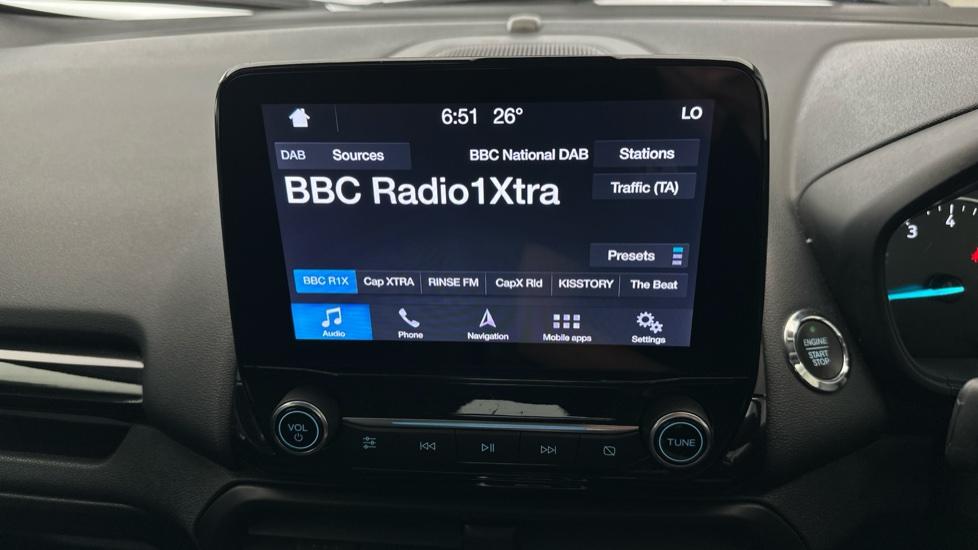 6:51 26° LO
DAB Sources BBC National DAB Stations
BBC Radio1Xtra Traffic (TA)
Presets
BBC R1X Cap XTRA RINSE FM CapX Rld KISSTORY The Beat
Audio Phone Navigation Mobile apps Settings
VOL
TUNE
ENGINE
START
STOP
3 4